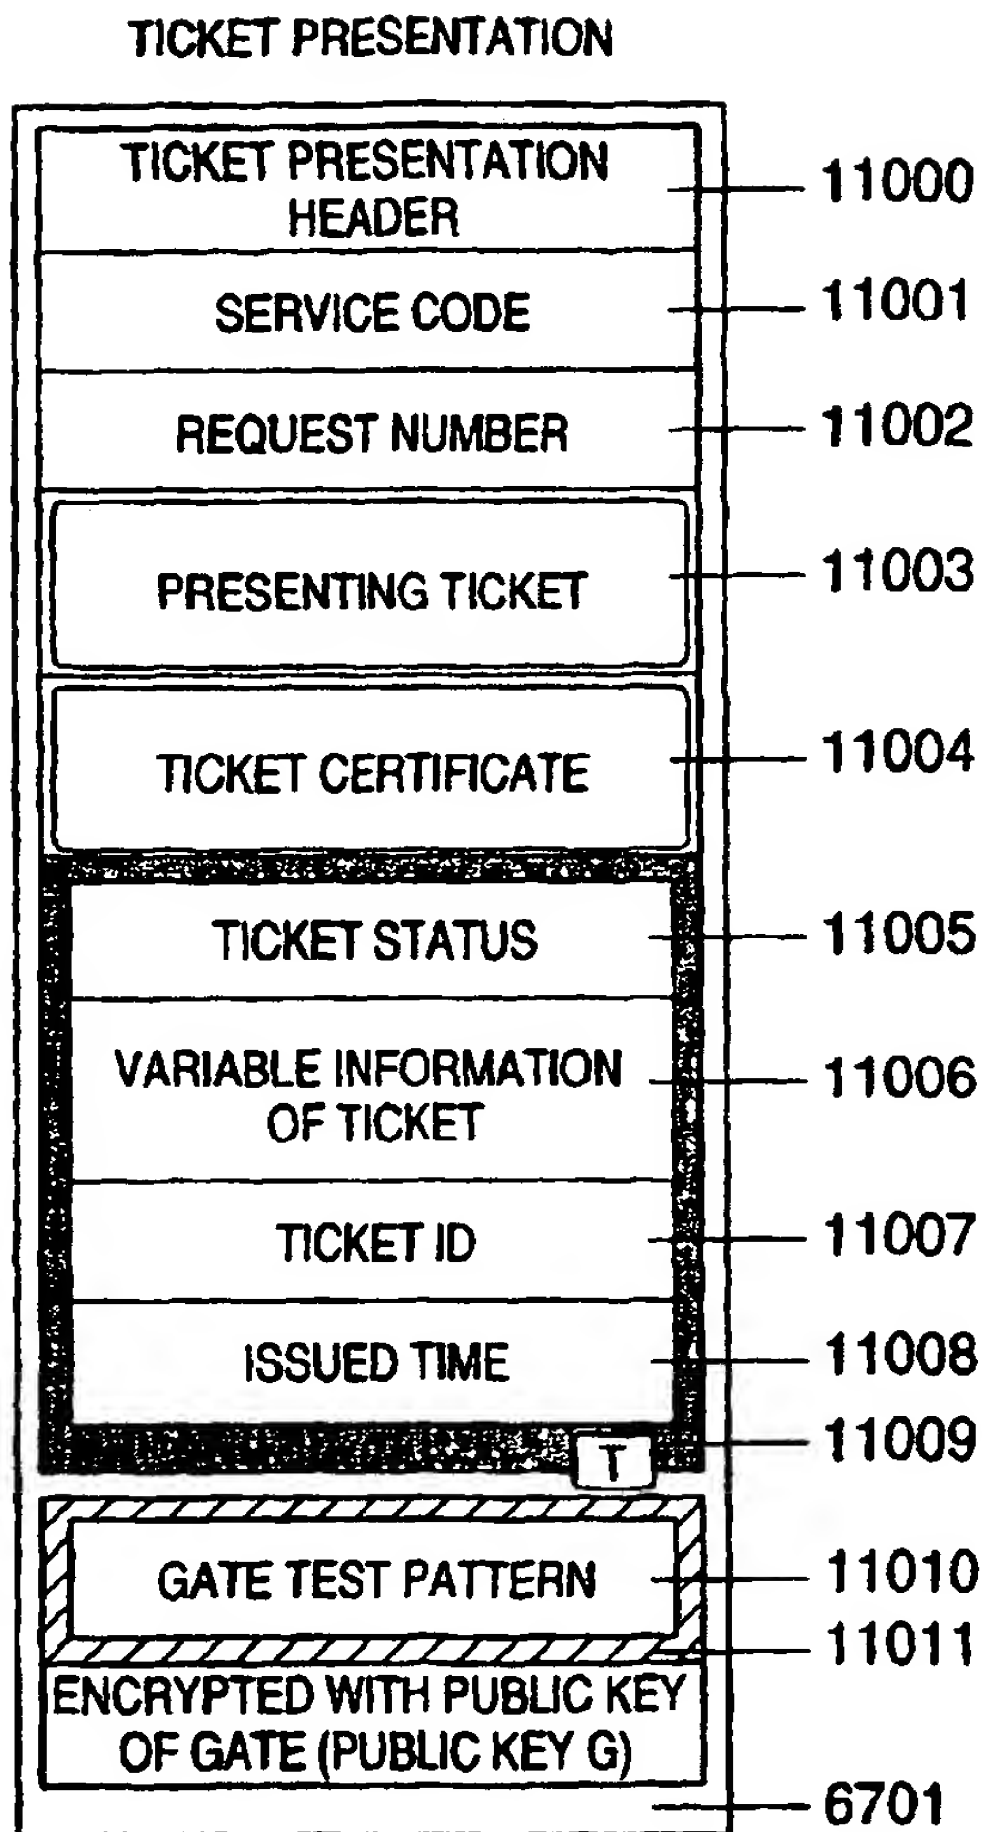 TICKET PRESENTATION
TICKET PRESENTATION
HEADER
11000
SERVICE CODE
11001
REQUEST NUMBER
11002
PRESENTING TICKET
11003
TICKET CERTIFICATE
11004
TICKET STATUS
11005
VARIABLE INFORMATION
OF TICKET
11006
TICKET ID
11007
ISSUED TIME
11008
11009
T
GATE TEST PATTERN
11010
11011
ENCRYPTED WITH PUBLIC KEY
OF GATE (PUBLIC KEY G)
6701